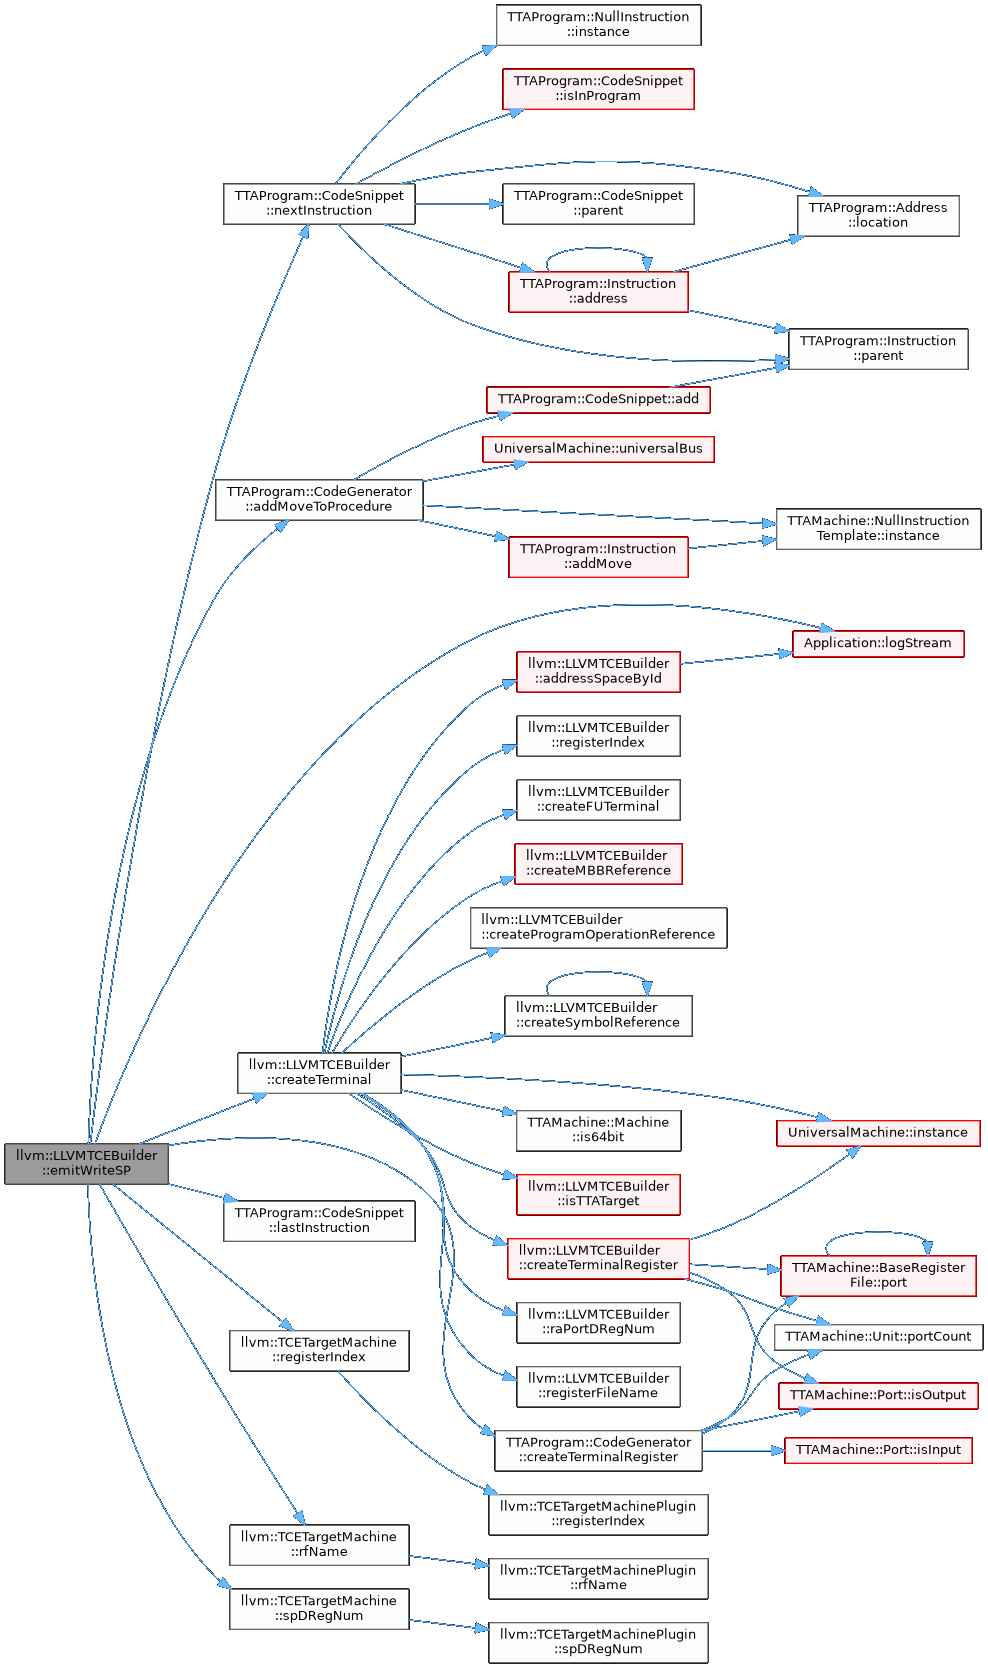 TTAProgram::NullInstruction
::instance
TTAProgram::CodeSnippet
::isInProgram
TTAProgram::CodeSnippet
::nextInstruction
TTAProgram::CodeSnippet
::parent
TTAProgram::Address
::location
TTAProgram::Instruction
::address
TTAProgram::Instruction
::parent
TTAProgram::CodeSnippet::add
UniversalMachine::universalBus
TTAProgram::CodeGenerator
::addMoveToProcedure
TTAMachine::NullInstruction
Template::instance
TTAProgram::Instruction
::addMove
Application::logStream
llvm::LLVMTCEBuilder
::addressSpaceById
llvm::LLVMTCEBuilder
::registerIndex
llvm::LLVMTCEBuilder
::createFUTerminal
llvm::LLVMTCEBuilder
::createMBBReference
llvm::LLVMTCEBuilder
::createProgramOperationReference
llvm::LLVMTCEBuilder
::createSymbolReference
llvm::LLVMTCEBuilder
::createTerminal
TTAMachine::Machine
::is64bit
UniversalMachine::instance
llvm::LLVMTCEBuilder
::emitWriteSP
llvm::LLVMTCEBuilder
::isTTATarget
TTAProgram::CodeSnippet
::lastInstruction
llvm::LLVMTCEBuilder
::createTerminalRegister
TTAMachine::BaseRegister
File::port
llvm::LLVMTCEBuilder
::raPortDRegNum
TTAMachine::Unit::portCount
llvm::TCETargetMachine
::registerIndex
llvm::LLVMTCEBuilder
::registerFileName
TTAMachine::Port::isOutput
TTAProgram::CodeGenerator
::createTerminalRegister
TTAMachine::Port::isInput
llvm::TCETargetMachinePlugin
::registerIndex
llvm::TCETargetMachine
::rfName
llvm::TCETargetMachinePlugin
::rfName
llvm::TCETargetMachine
::spDRegNum
llvm::TCETargetMachinePlugin
::spDRegNum